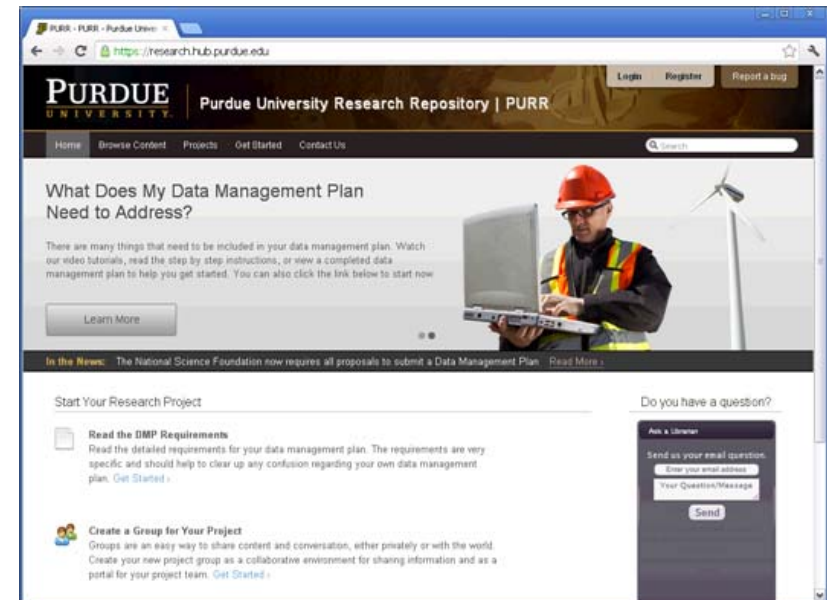 PURR - PURR - Purdue Univer
https://research.hub.purdue.edu
Login Register Report a bug
PURDUE
UNIVERSITY.
Purdue University Research Repository | PURR
Home Browse Content Projects Get Started Contact Us
Search
What Does My Data Management Plan
Need to Address?
There are many things that need to be included in your data management plan. Watch
our video tutorials, read the step by step instructions, or view a completed data
management plan to help you get started. You can also click the link below to start now
Learn More
In the News: The National Science Foundation now requires all proposals to submit a Data Management Plan Read More ›
Start Your Research Project
Read the DMP Requirements
Read the detailed requirements for your data management plan. The requirements are very
specific and should help to clear up any confusion regarding your own data management
plan. Get Started ›
Create a Group for Your Project
Groups are an easy way to share content and conversation, either privately or with the world.
Create your new project group as a collaborative environment for sharing information and as a
portal for your project team. Get Started ›
Do you have a question?
Ask a Librarian
Send us your email question.
Enter your email address
Your Question/Message
Send